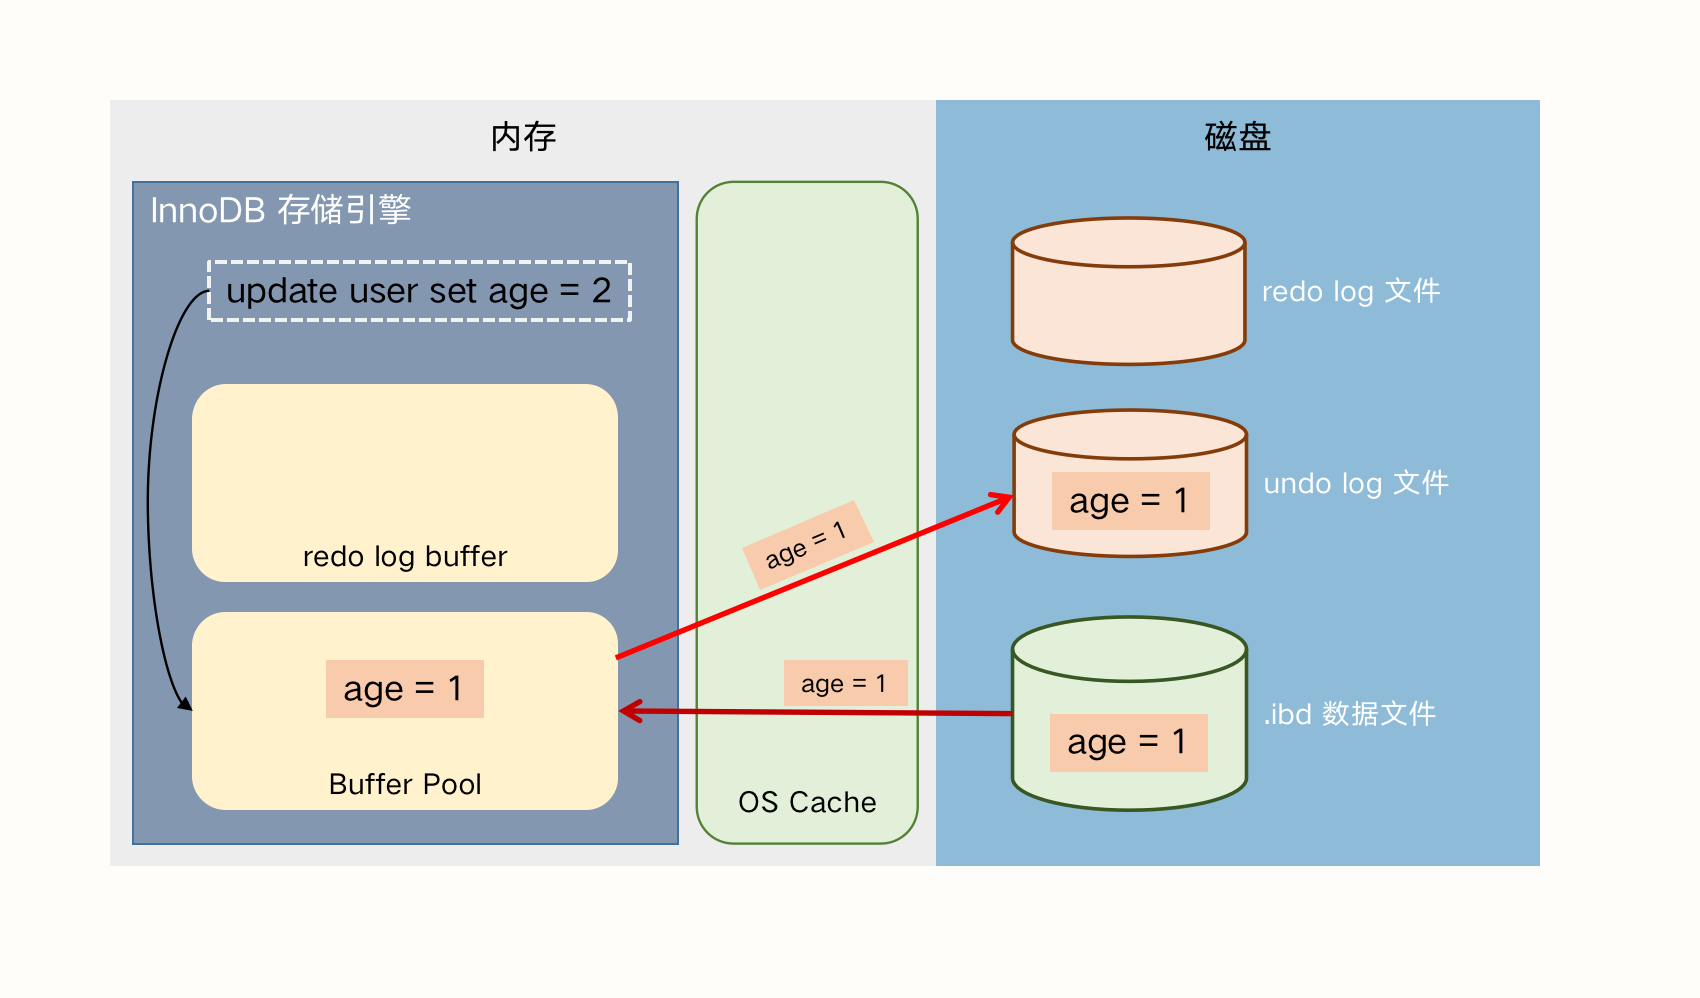 内存
磁盘
InnoDB 存储引擎
update user set age = 2
redo log buffer
age = 1
Buffer Pool
age = 1
age = 1
OS Cache
redo log 文件
age = 1
undo log 文件
age = 1
.ibd 数据文件